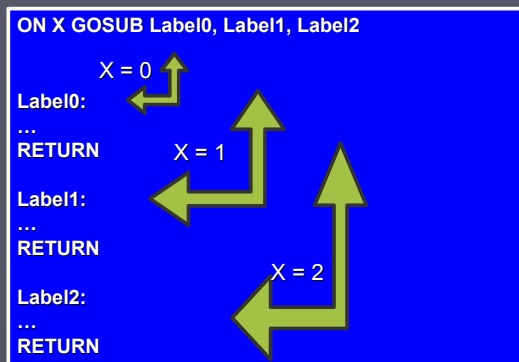 ON X GOSUB Label0, Label1, Label2
X = 0
Label0:
…
RETURN
X = 1
Label1:
…
RETURN
X = 2
Label2:
…
RETURN